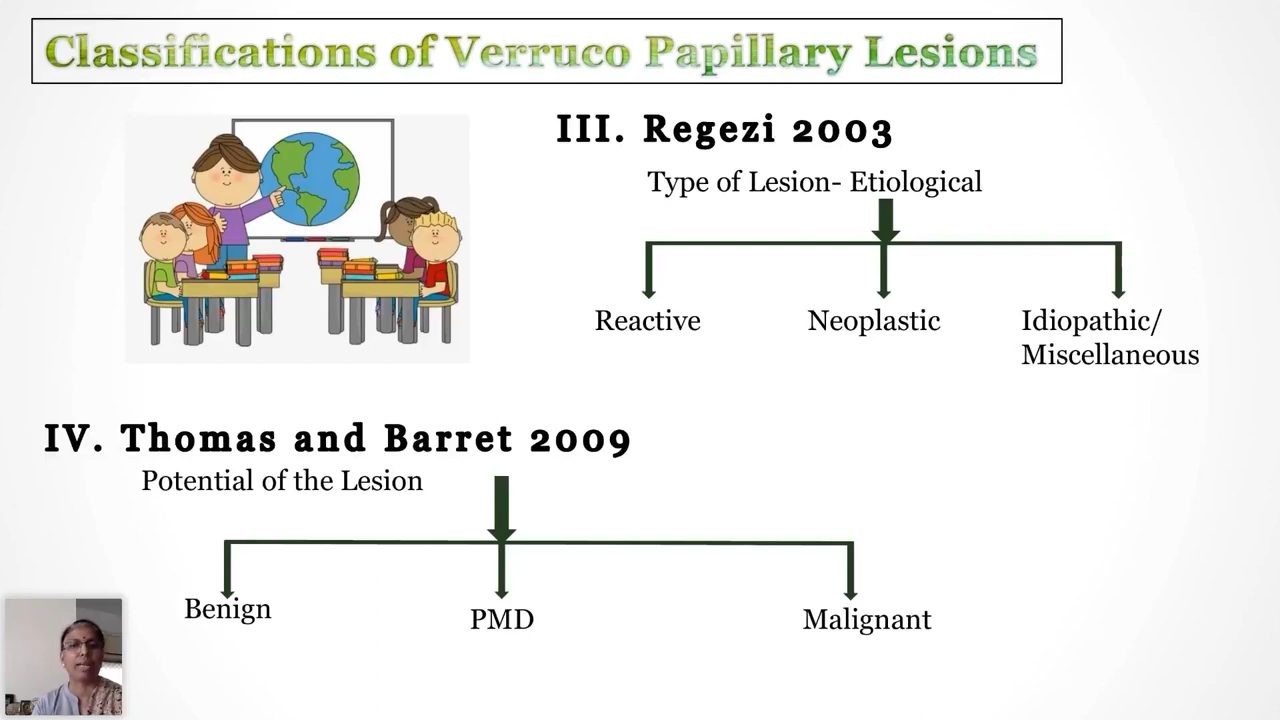 Classifications of Verruco Papillary Lesions
III. Regezi 2003
Type of Lesion- Etiological
Reactive
Neoplastic
Idiopathic/
Miscellaneous
IV. Thomas and Barret 2009
Potential of the Lesion
Benign
PMD
Malignant